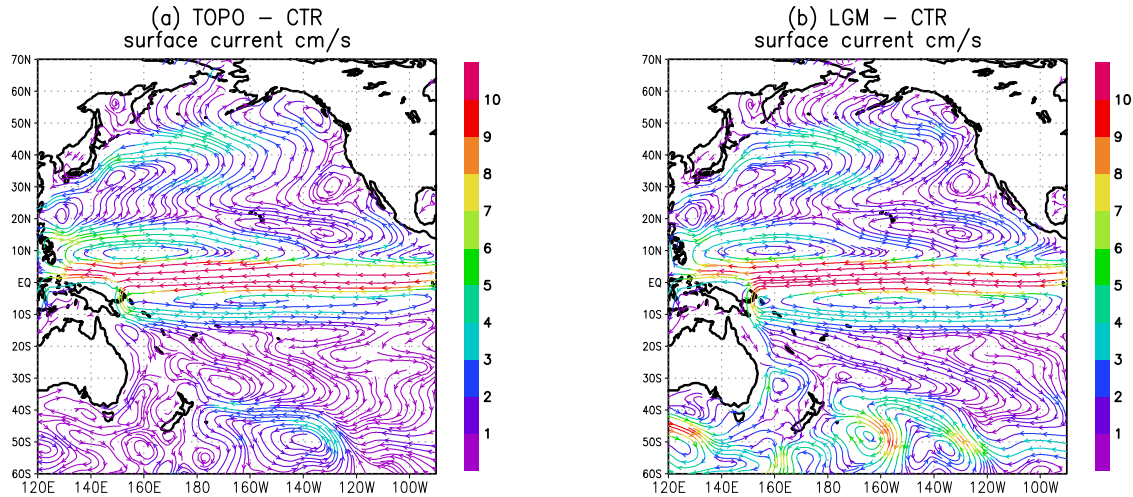 (a) TOPO – CTR
surface current cm/s
70N
60N
50N
40N
30N
20N
10N
EQ
10S
20S
30S
40S
50S
60S
120E 140E 160E 180 160W 140W 120W 100W
10
9
8
7
6
5
4
3
2
1
(b) LGM – CTR
surface current cm/s
70N
60N
50N
40N
30N
20N
10N
EQ
10S
20S
30S
40S
50S
60S
120E 140E 160E 180 160W 140W 120W 100W
10
9
8
7
6
5
4
3
2
1